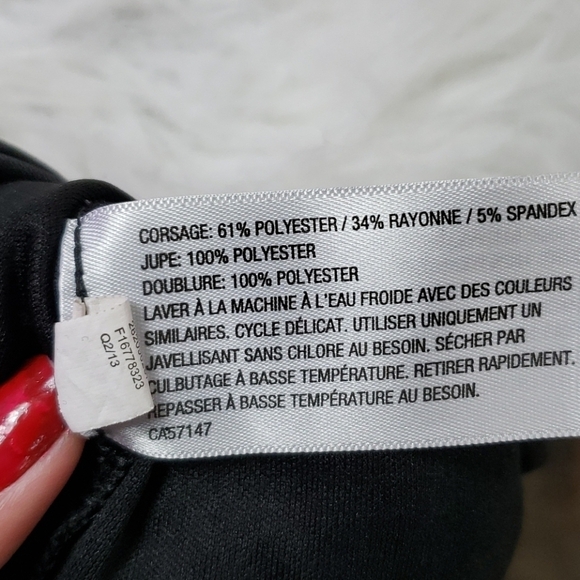 CORSAGE: 61% POLYESTER / 34% RAYONNE / 5% SPANDEX
JUPE: 100% POLYESTER
DOUBLURE: 100% POLYESTER
LAVER À LA MACHINE À L'EAU FROIDE AVEC DES COULEURS
SIMILAIRES. CYCLE DÉLICAT. UTILISER UNIQUEMENT UN
JAVELLISANT SANS CHLORE AU BESOIN. SÉCHER PAR
CULBUTAGE À BASSE TEMPÉRATURE. RETIRER RAPIDEMENT.
REPASSER À BASSE TEMPÉRATURE AU BESOIN.
CA57147
F16778323
Q2/13